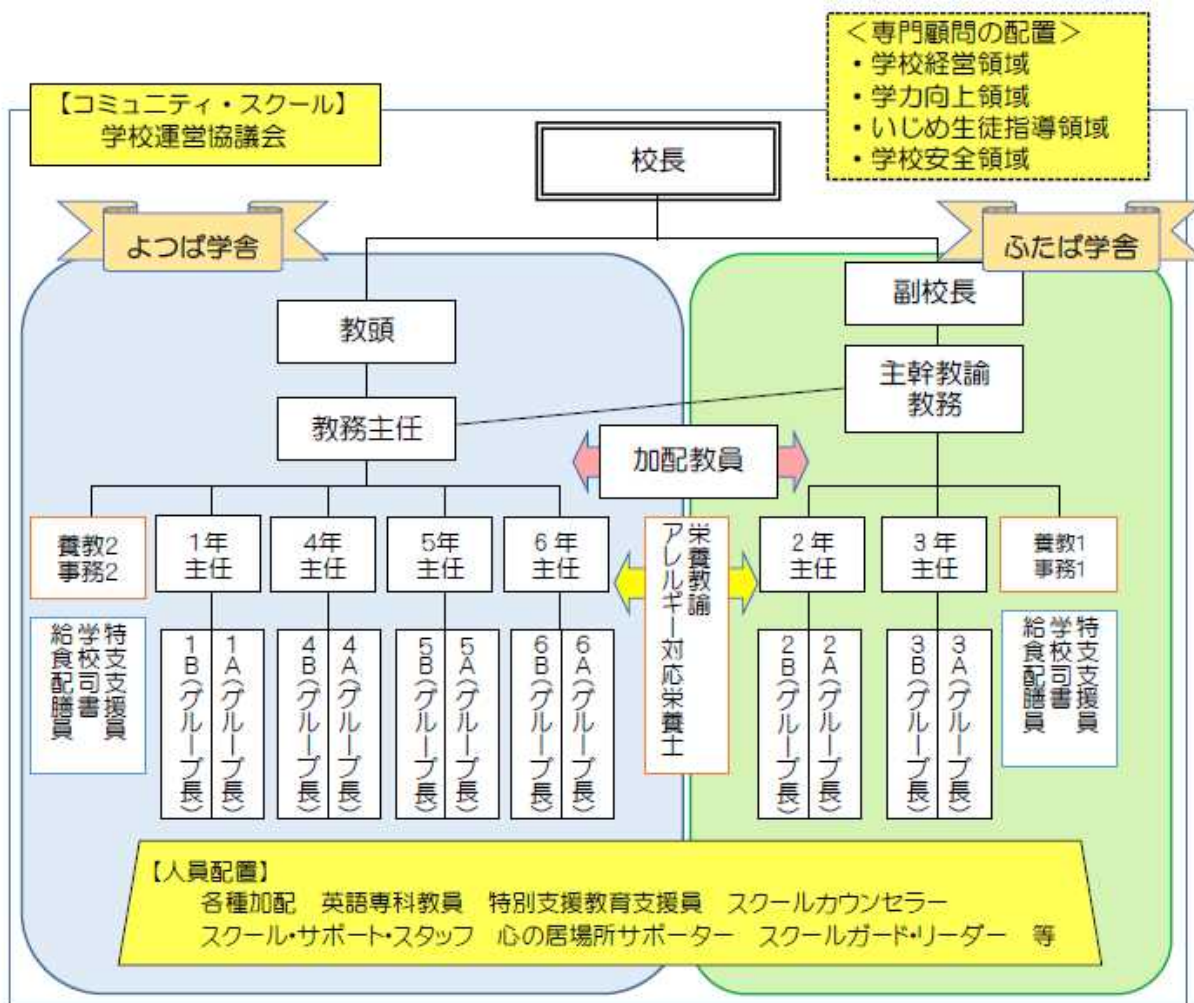 【コミュニティ・スクール】
学校運営協議会
＜専門顧問の配置＞
・学校経営領域
・学力向上領域
・いじめ生徒指導領域
・学校安全領域
校長
よつば学舎
ふたば学舎
教頭
副校長
教務主任
主幹教諭
教務
加配教員
養教2
事務2
1年
主任
4年
主任
5年
主任
6年
主任
栄養教諭
アレルギー対応栄養士
2年
主任
3年
主任
養教1
事務1
特支支援員
学校司書
給食配膳員
1A（グループ長）
1B（グループ長）
4A（グループ長）
4B（グループ長）
5A（グループ長）
5B（グループ長）
6A（グループ長）
6B（グループ長）
2A（グループ長）
2B（グループ長）
3A（グループ長）
3B（グループ長）
特支支援員
学校司書
給食配膳員
【人員配置】
各種加配　英語専科教員　特別支援教育支援員　スクールカウンセラー
スクール・サポート・スタッフ　心の居場所サポーター　スクールガード・リーダー　等